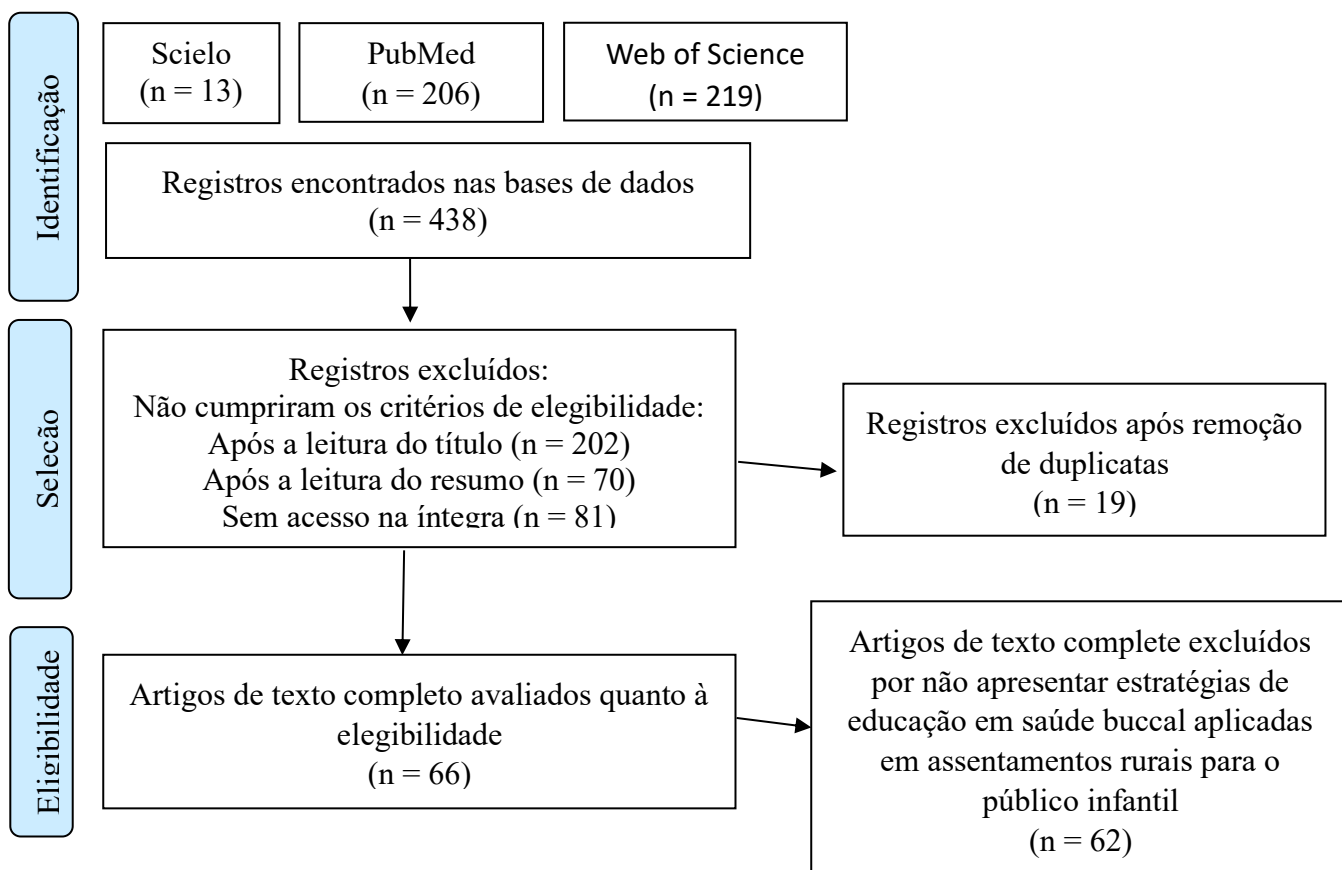 Identificação
Scielo
(n = 13)
PubMed
(n = 206)
Web of Science
(n = 219)
Registros encontrados nas bases de dados
(n = 438)
Seleção
Registros excluídos:
Não cumpriram os critérios de elegibilidade:
Após a leitura do título (n = 202)
Após a leitura do resumo (n = 70)
Sem acesso na íntegra (n = 81)
Registros excluídos após remoção
de duplicatas
(n = 19)
Eligibilidade
Artigos de texto completo avaliados quanto à
elegibilidade
(n = 66)
Artigos de texto complete excluídos
por não apresentar estratégias de
educação em saúde buccal aplicadas
em assentamentos rurais para o
público infantil
(n = 62)